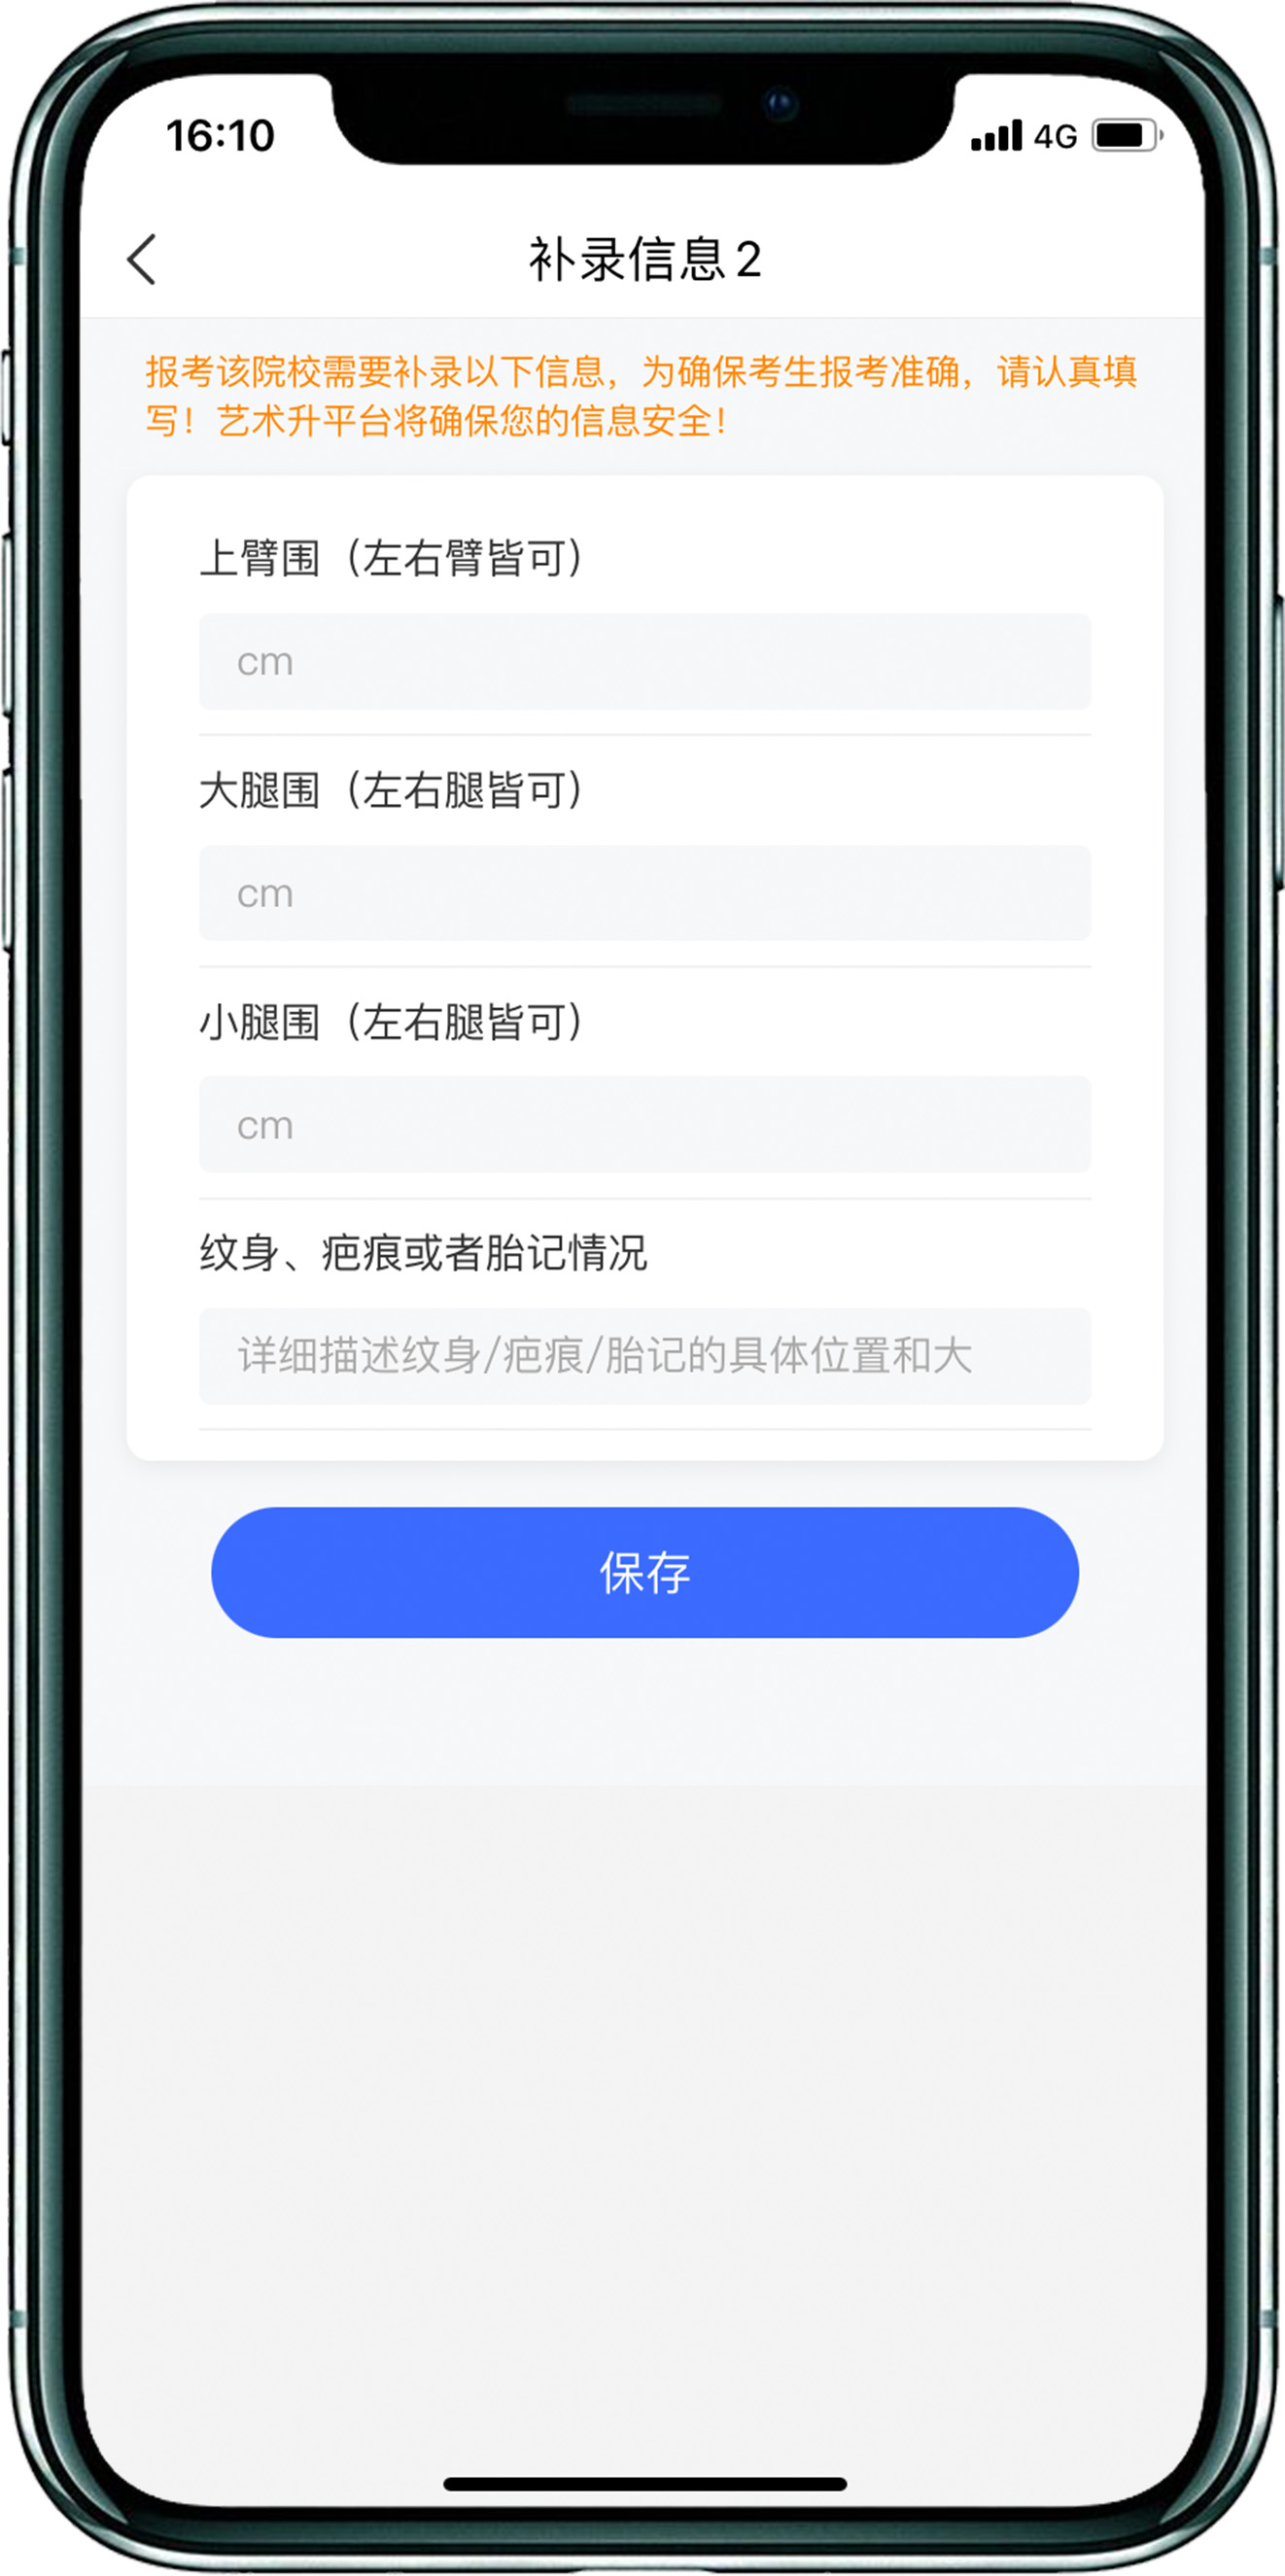 16:10 4G
补录信息2
报考该院校需要补录以下信息，为确保考生报考准确，请认真填
写！艺术升平台将确保您的信息安全！
上臂围（左右臂皆可）
cm
大腿围（左右腿皆可）
cm
小腿围（左右腿皆可）
cm
纹身、疤痕或者胎记情况
详细描述纹身/疤痕/胎记的具体位置和大
保存